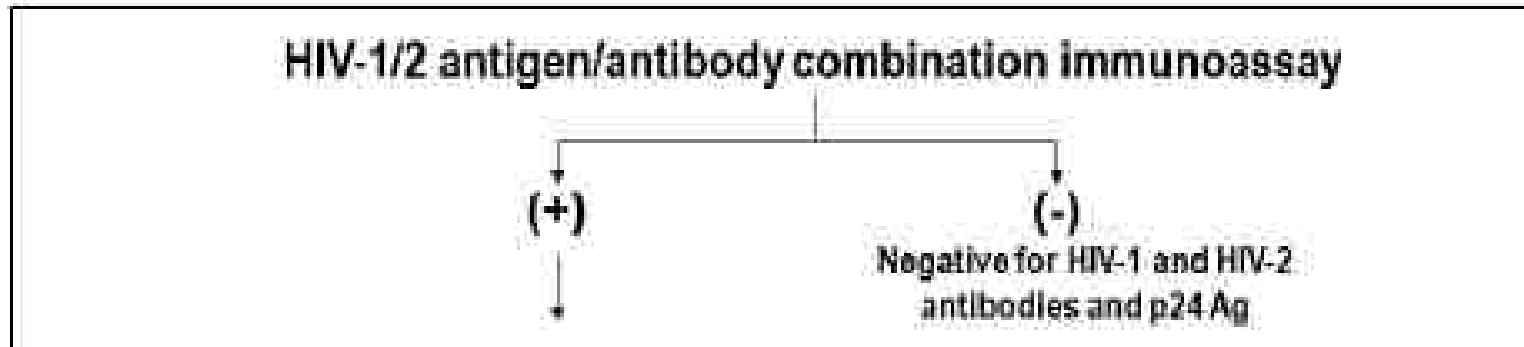 HIV-1/2 antigen/antibody combination immunoassay
(+)
(-)
Negative for HIV-1 and HIV-2
antibodies and p24 Ag